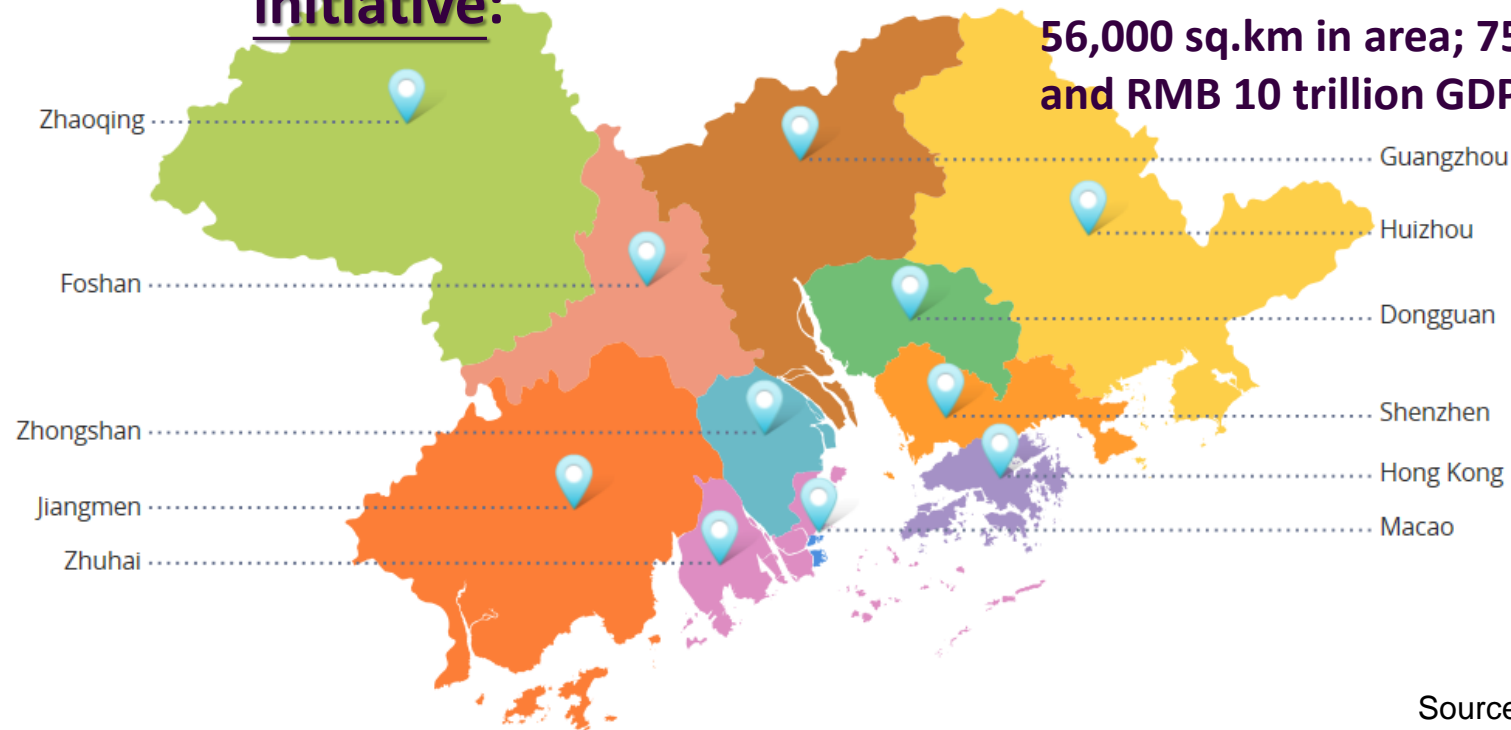 initiative:
56,000 sq.km in area; 75
and RMB 10 trillion GDP
Zhaoqing
Guangzhou
Huizhou
Foshan
Dongguan
Shenzhen
Zhongshan
Hong Kong
Jiangmen
Macao
Zhuhai
Source